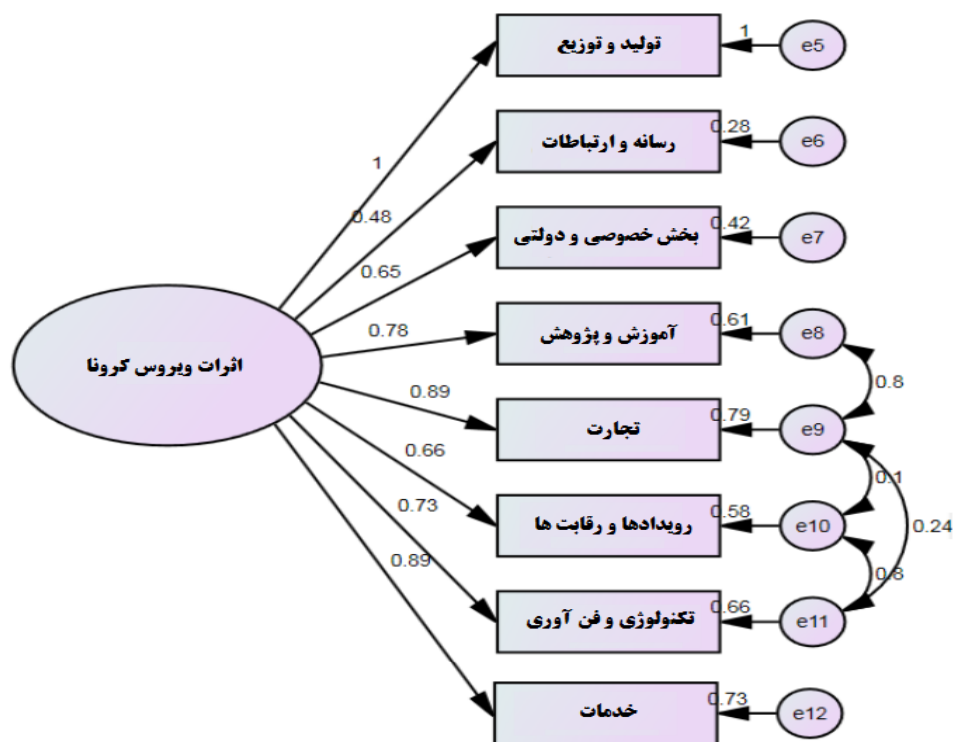 تولید و توزیع
1
e5
رسانه و ارتباطات
0.28
e6
1
0.48
بخش خصوصی و دولتی
0.42
e7
0.65
آموزش و پژوهش
0.61
e8
0.78
اثرات ویروس کرونا
0.8
0.89
تجارت
0.79
e9
0.66
0.1
رویدادها و رقابت ها
0.58
e10
0.24
0.73
0.8
0.89
تکنولوژی و فن آوری
0.66
e11
خدمات
0.73
e12